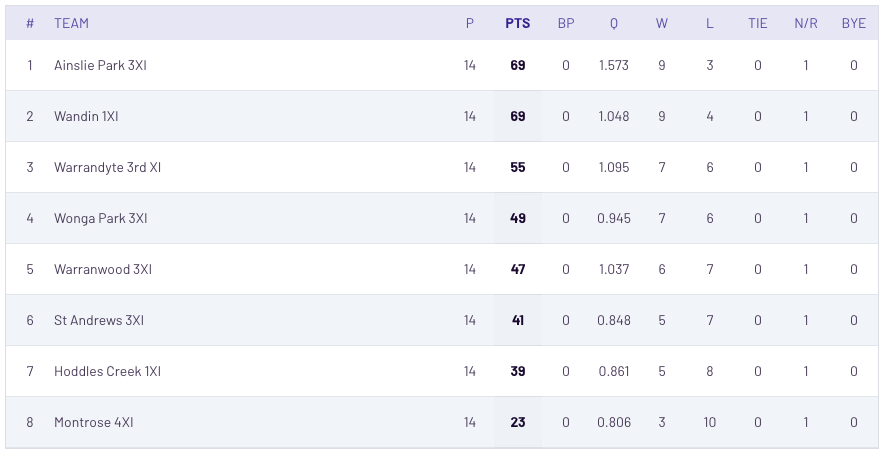 # TEAM P PTS BP Q W L TIE N/R BYE
1 Ainslie Park 3XI 14 69 0 1.573 9 3 0 1 0
2 Wandin 1XI 14 69 0 1.048 9 4 0 1 0
3 Warrandyte 3rd XI 14 55 0 1.095 7 6 0 1 0
4 Wonga Park 3XI 14 49 0 0.945 7 6 0 1 0
5 Warranwood 3XI 14 47 0 1.037 6 7 0 1 0
6 St Andrews 3XI 14 41 0 0.848 5 7 0 1 0
7 Hoddles Creek 1XI 14 39 0 0.861 5 8 0 1 0
8 Montrose 4XI 14 23 0 0.806 3 10 0 1 0